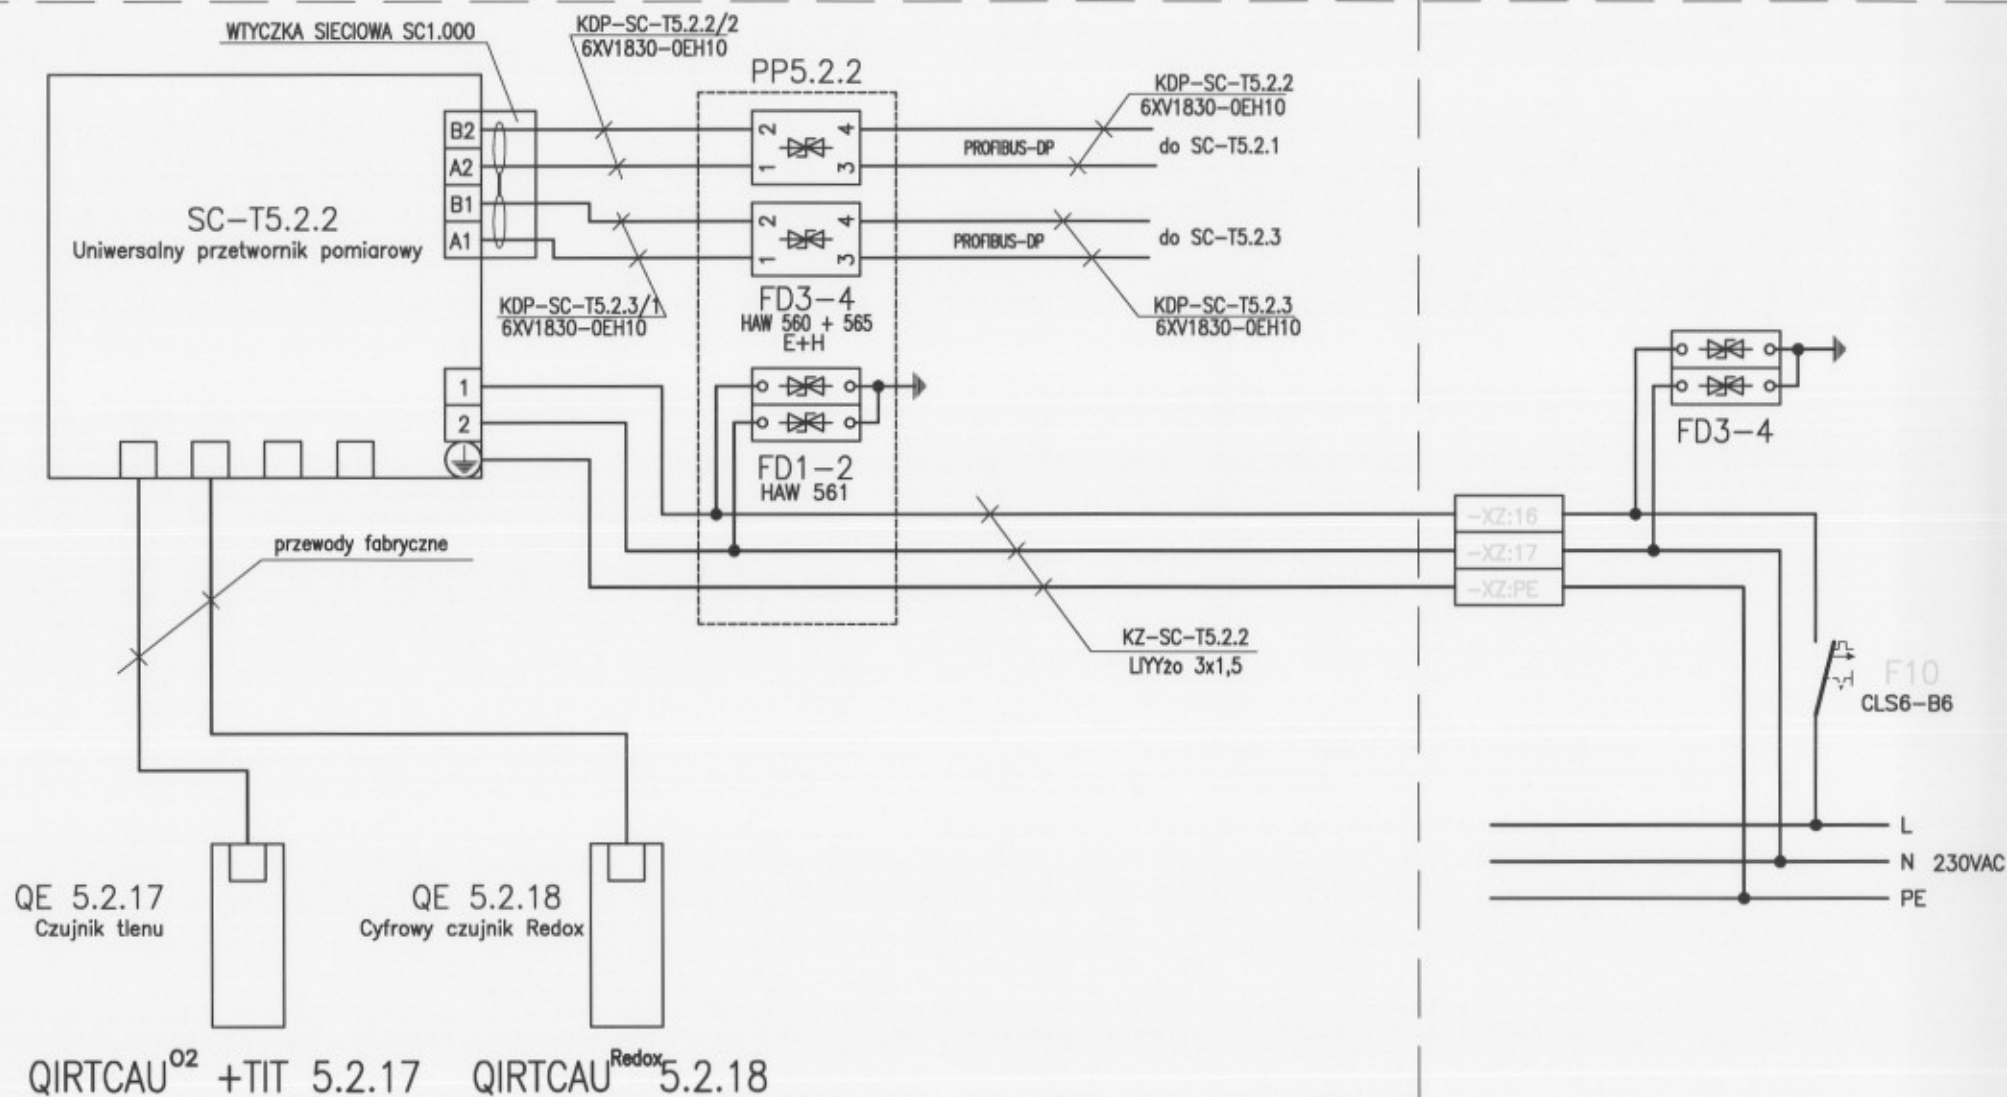 WTYCZKA SIECIOWA SC1.000
KDP-SC-T5.2.2/2
6XV1830-0EH10
PP5.2.2
KDP-SC-T5.2.2
6XV1830-0EH10
B2
A2
B1
A1
2
1
4
3
PROFIBUS-DP
do SC-T5.2.1
SC-T5.2.2
Uniwersalny przetwornik pomiarowy
2
1
4
3
PROFIBUS-DP
do SC-T5.2.3
KDP-SC-T5.2.3/1
6XV1830-0EH10
FD3-4
HAW 560 + 565
E+H
KDP-SC-T5.2.3
6XV1830-0EH10
1
2
FD1-2
HAW 561
FD3-4
-XZ:16
-XZ:17
-XZ:PE
przewody fabryczne
KZ-SC-T5.2.2
LIYYżo 3x1,5
F10
CLS6-B6
L
N 230VAC
PE
QE 5.2.17
Czujnik tlenu
QE 5.2.18
Cyfrowy czujnik Redox
QIRTCAU O2 +TIT 5.2.17
QIRTCAU Redox 5.2.18